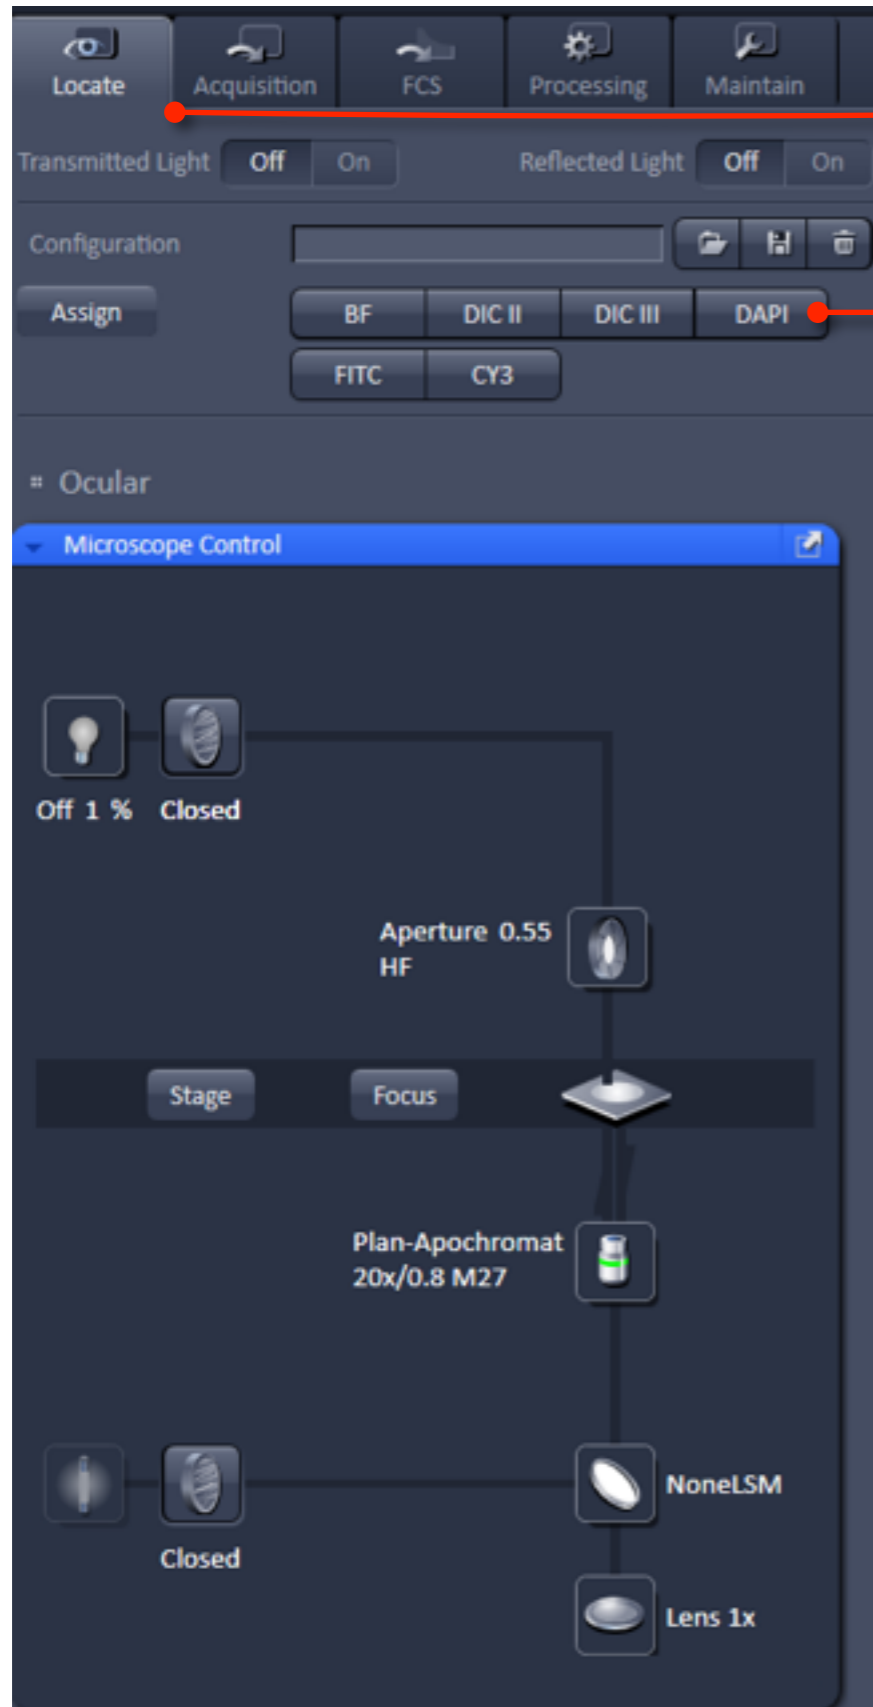 Locate Acquisition FCS Processing Maintain
Transmitted Light Off On Reflected Light Off On
Configuration
Assign BF DIC II DIC III DAPI
FITC CY3
Ocular
Microscope Control
Off 1 % Closed
Aperture 0.55
HF
Stage Focus
Plan-Apochromat
20x/0.8 M27
NoneLSM
Closed
Lens 1x